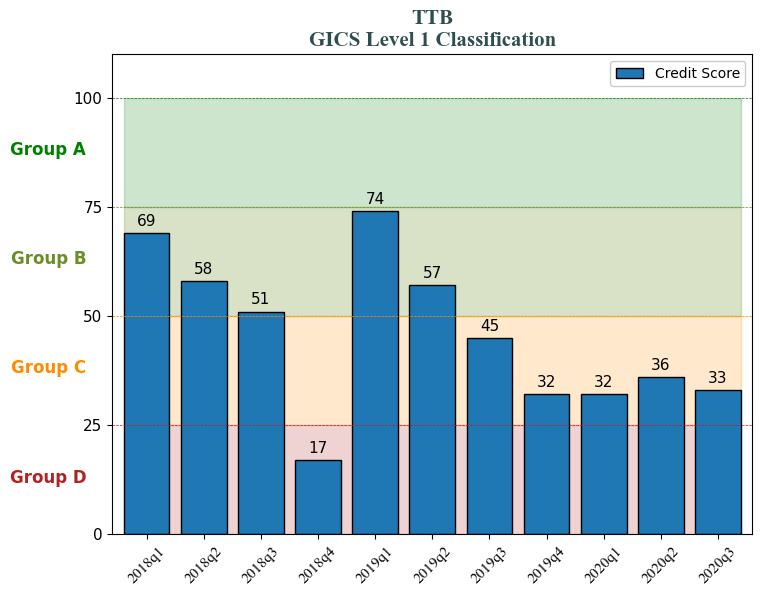 TTB
GICS Level 1 Classification
Credit Score
100
Group A
75
74
69
Group B
58
57
51
50
45
Group C
36
33
32
32
25
17
Group D
0
2018q1
2018q2
2018q3
2018q4
2019q1
2019q2
2019q3
2019q4
2020q1
2020q2
2020q3